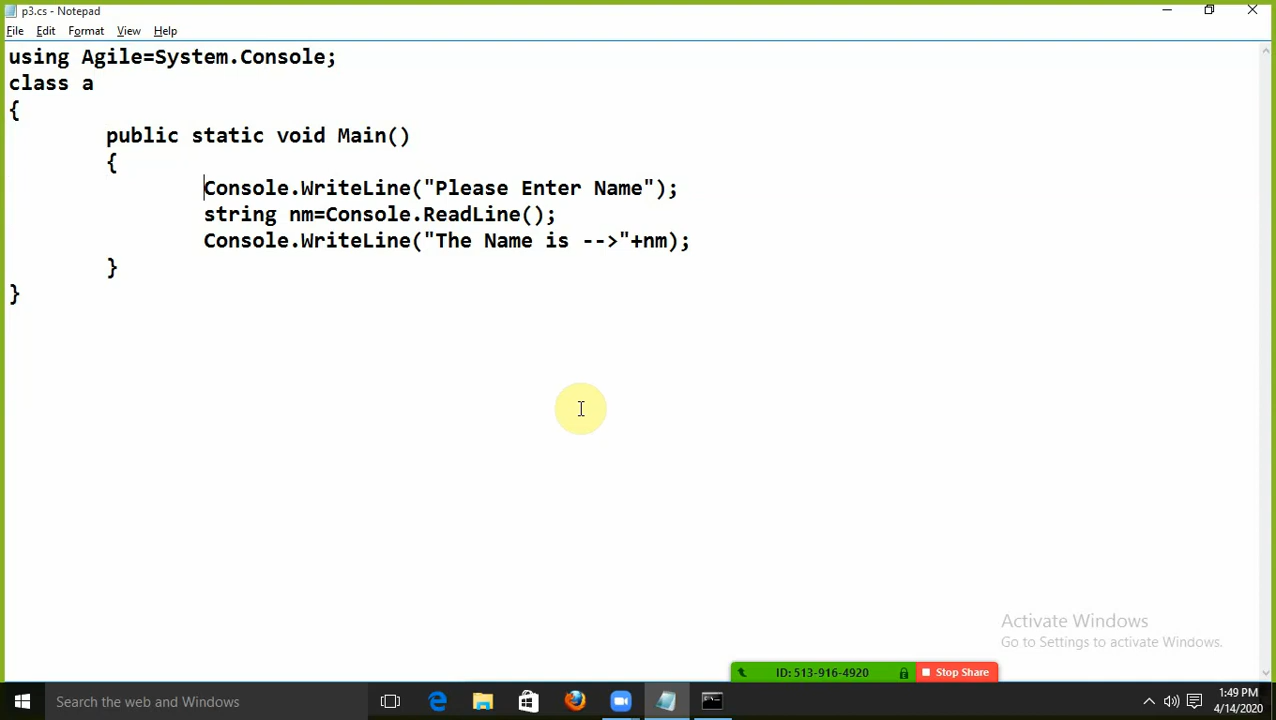 p3.cs - Notepad
File Edit Format View Help
using Agile=System.Console;
class a
{
public static void Main()
{
Console.WriteLine("Please Enter Name");
string nm=Console.ReadLine();
Console.WriteLine("The Name is -->"+nm);
}
}
Activate Windows
Go to Settings to activate Windows.
ID: 513-916-4920 Stop Share
Search the web and Windows
1:49 PM
4/14/2020